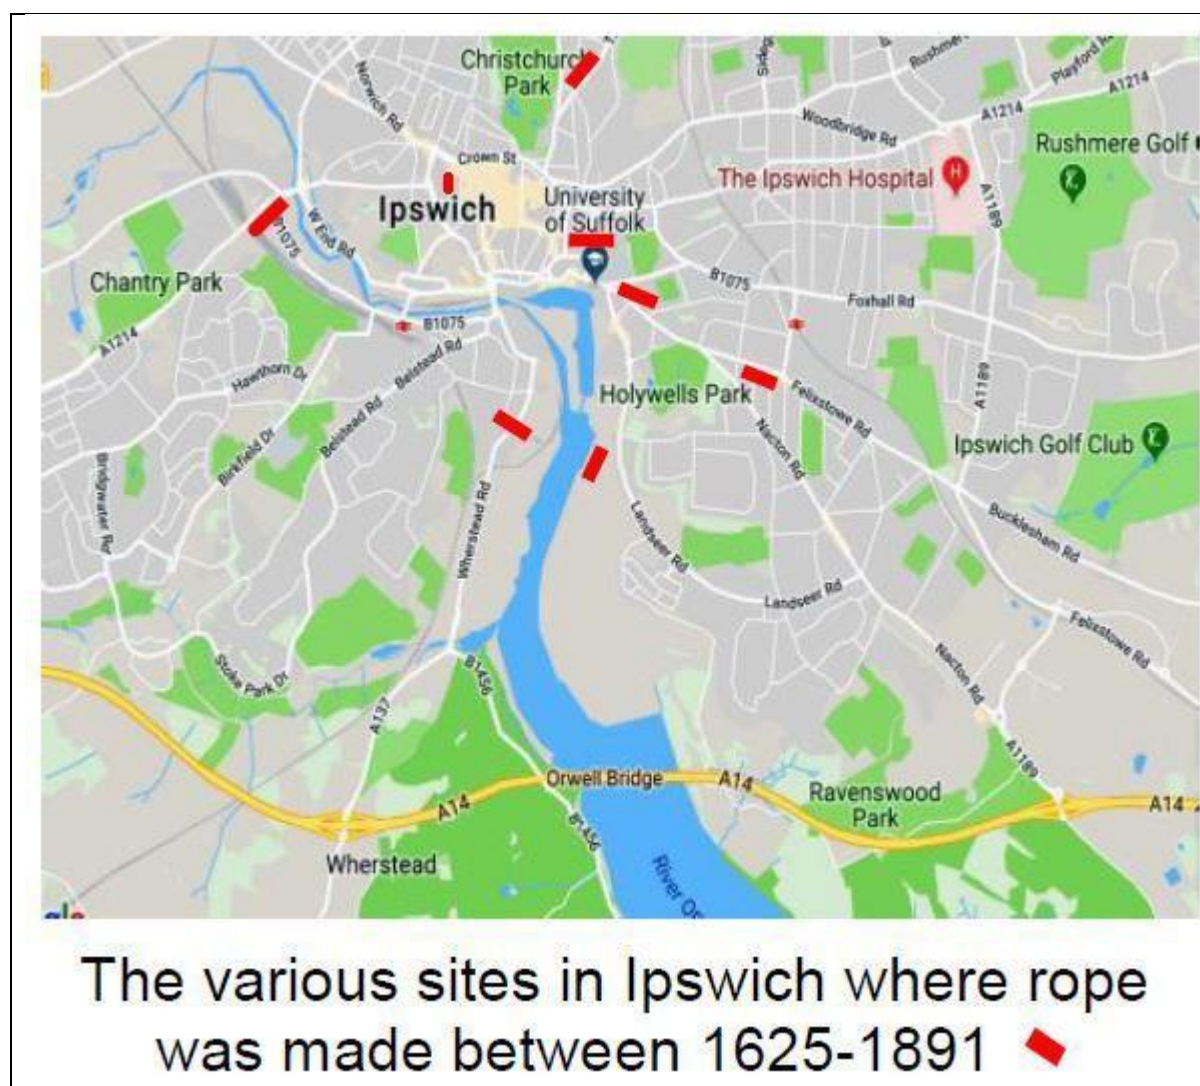 Christchurch
Park
Norwich Rd
Crown St
Rushmere
Playford Rd
A1214
A1214
Woodbridge Rd
Rushmere Golf
The Ipswich Hospital
H
University
of Suffolk
Ipswich
A1189
W End Rd
B1075
Chantry Park
B1075
Foxhall Rd
A1214
B1075
Belstead Rd
Hawthorn Dr
Holywells Park
Felixstowe Rd
A1189
Belstead Rd
Birkfield Dr
Nacton Rd
Ipswich Golf Club
Bridgwater Rd
Wherstead Rd
Landseer Rd
Bucklesham Rd
Landseer Rd
Felixstowe Rd
Stoke Park Dr
B1456
Nacton Rd
A137
A1189
Orwell Bridge
A14
Ravenswood
Park
A14
A14
B1456
Wherstead
River
The various sites in Ipswich where rope
was made between 1625-1891